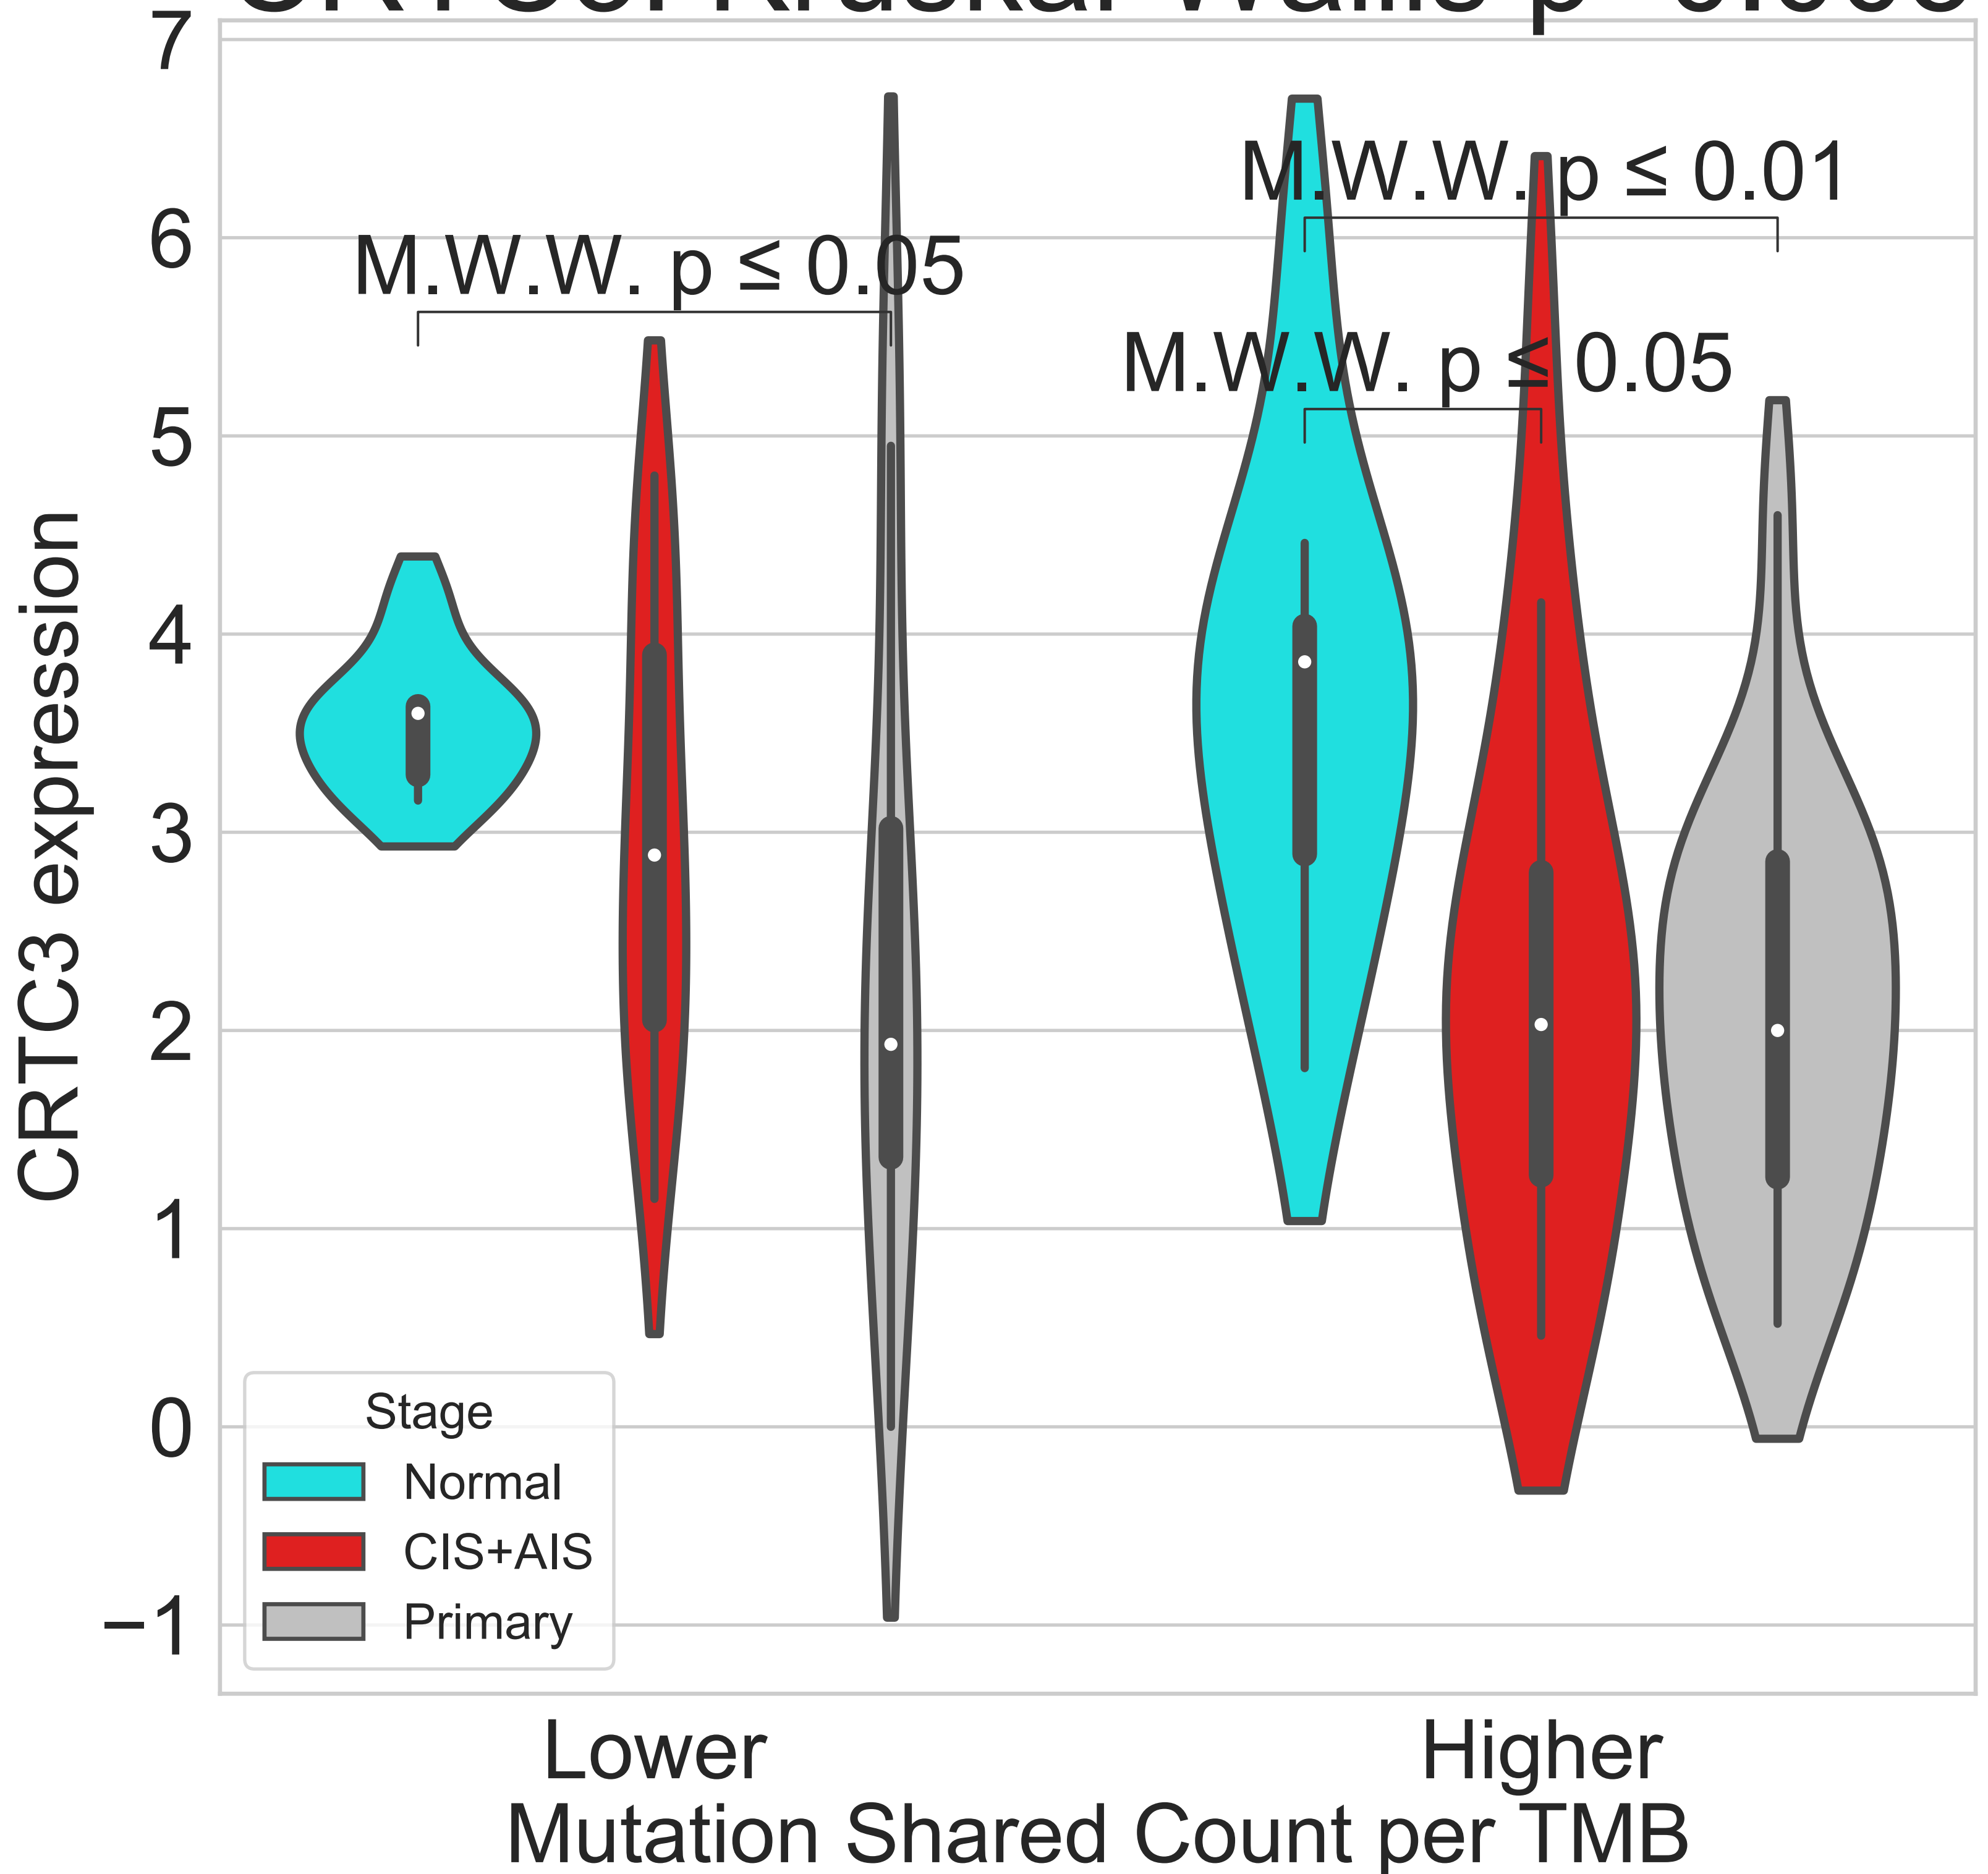 7
6
5
4
3
2
1
0
−1
CRTC3 expression
M.W.W. p ≤ 0.05
M.W.W. p ≤ 0.01
M.W.W. p ≤ 0.05
Stage
Normal
CIS+AIS
Primary
Lower
Higher
Mutation Shared Count per TMB